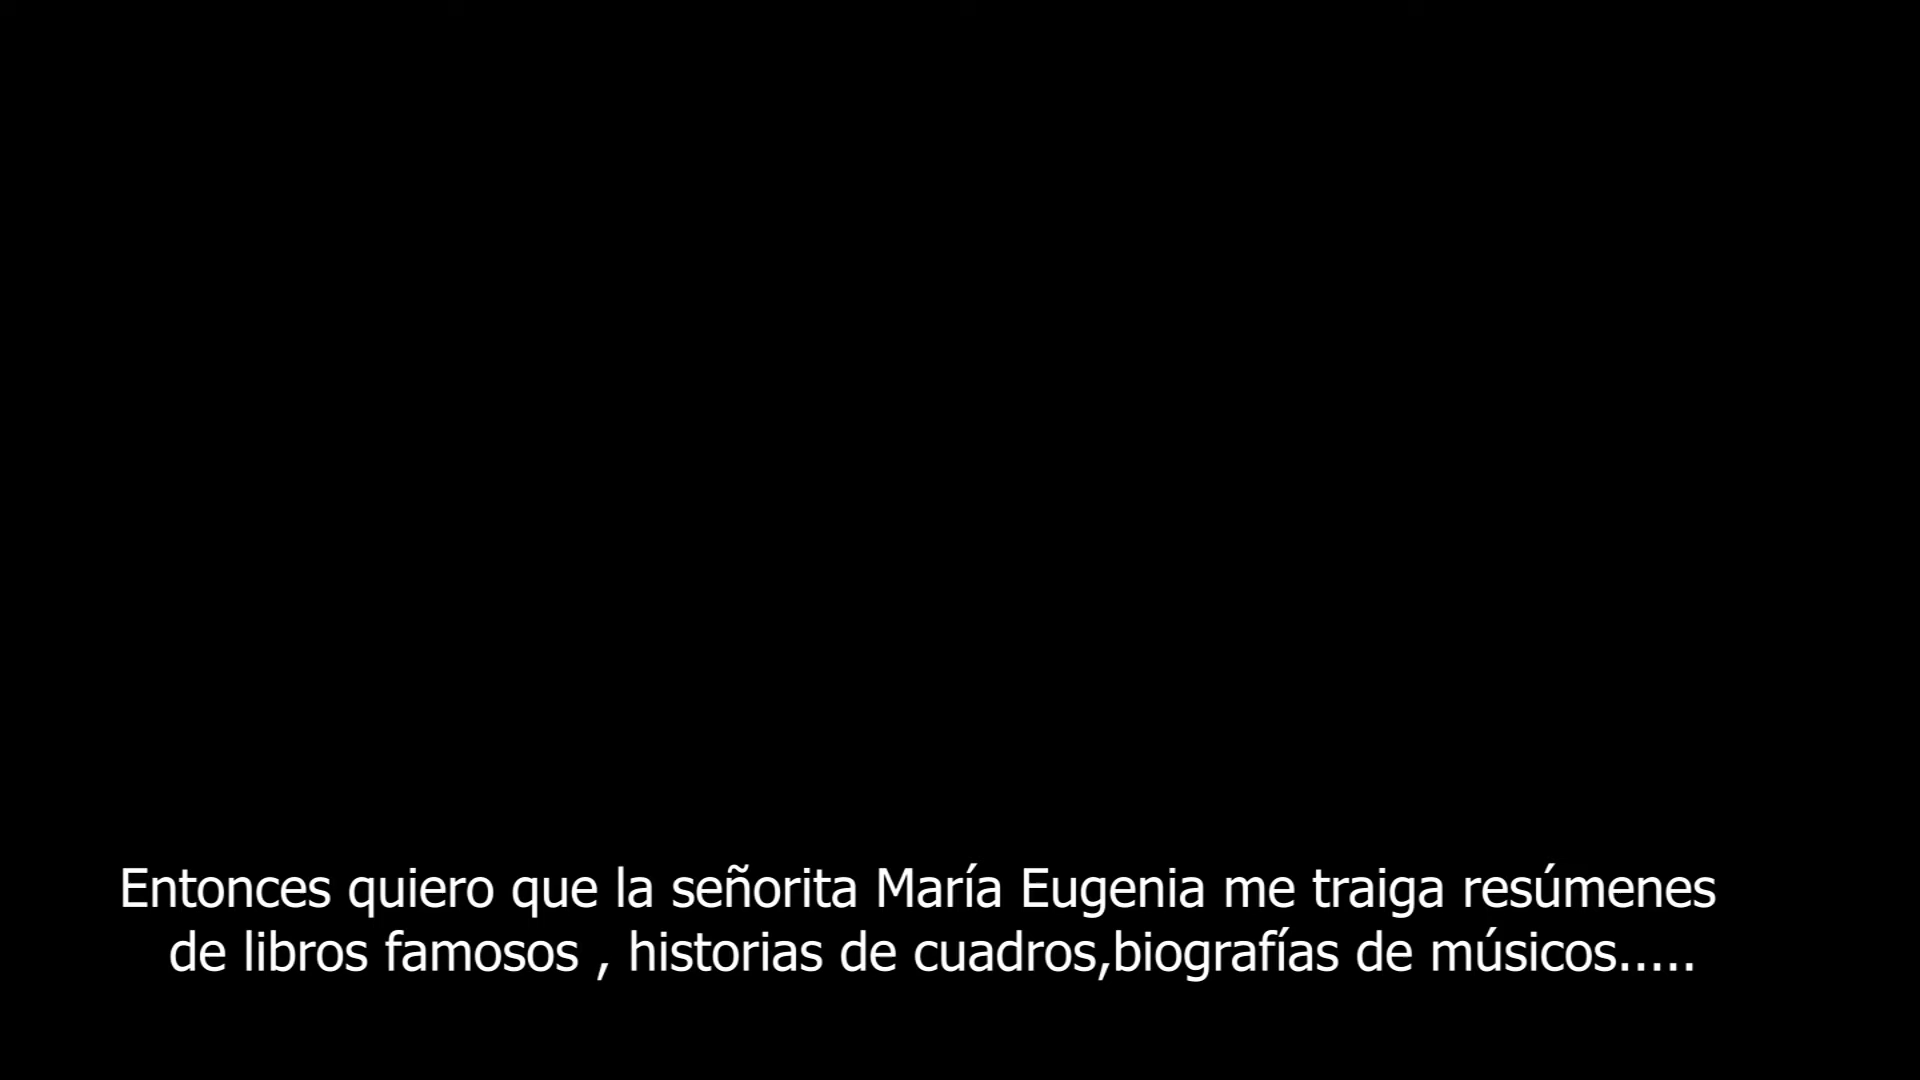 Entonces quiero que la señorita María Eugenia me traiga resúmenes
de libros famosos , historias de cuadros,biografías de músicos.....